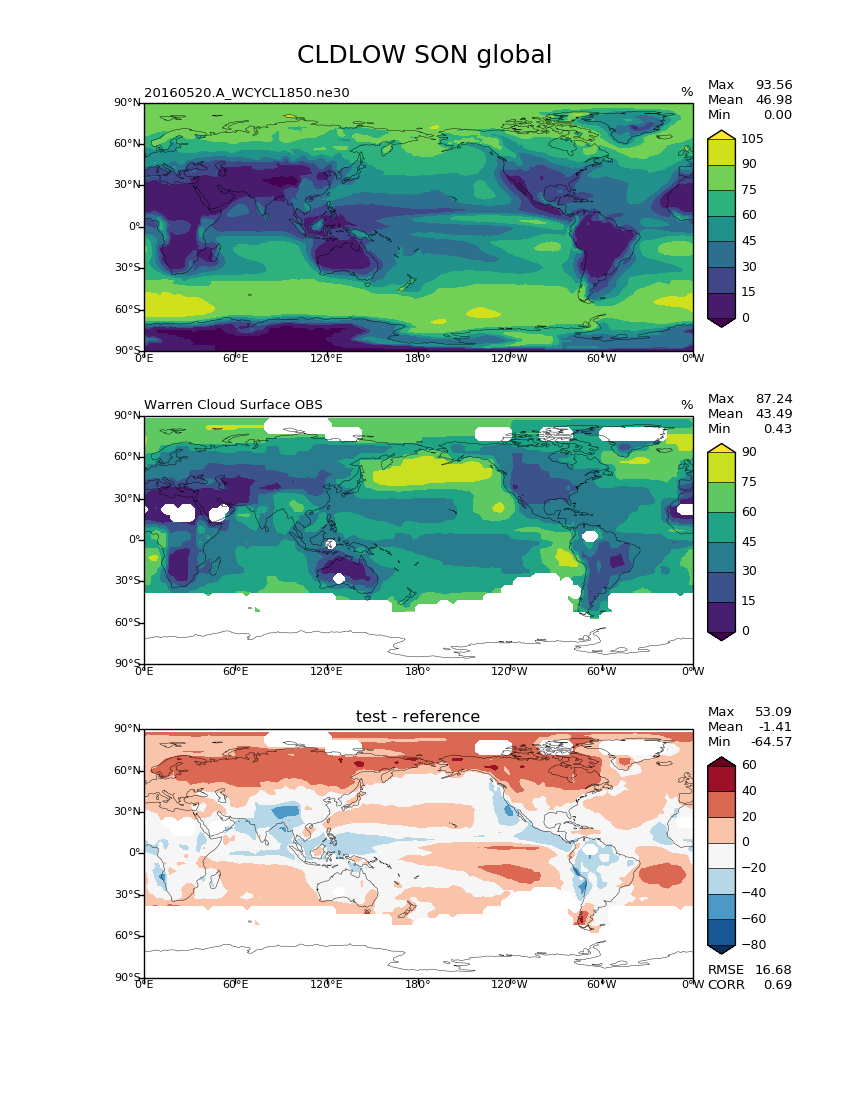 CLDLOW SON global
20160520.A_WCYCL1850.ne30
%
Max 93.56
Mean 46.98
Min 0.00
90°N
60°N
30°N
0°
30°S
60°S
90°S
0°E 60°E 120°E 180° 120°W 60°W 0°W
105
90
75
60
45
30
15
0
Warren Cloud Surface OBS
%
Max 87.24
Mean 43.49
Min 0.43
90°N
60°N
30°N
0°
30°S
60°S
90°S
0°E 60°E 120°E 180° 120°W 60°W 0°W
90
75
60
45
30
15
0
test - reference
Max 53.09
Mean -1.41
Min -64.57
90°N
60°N
30°N
0°
30°S
60°S
90°S
0°E 60°E 120°E 180° 120°W 60°W 0°W
60
40
20
0
−20
−40
−60
−80
RMSE 16.68
CORR 0.69